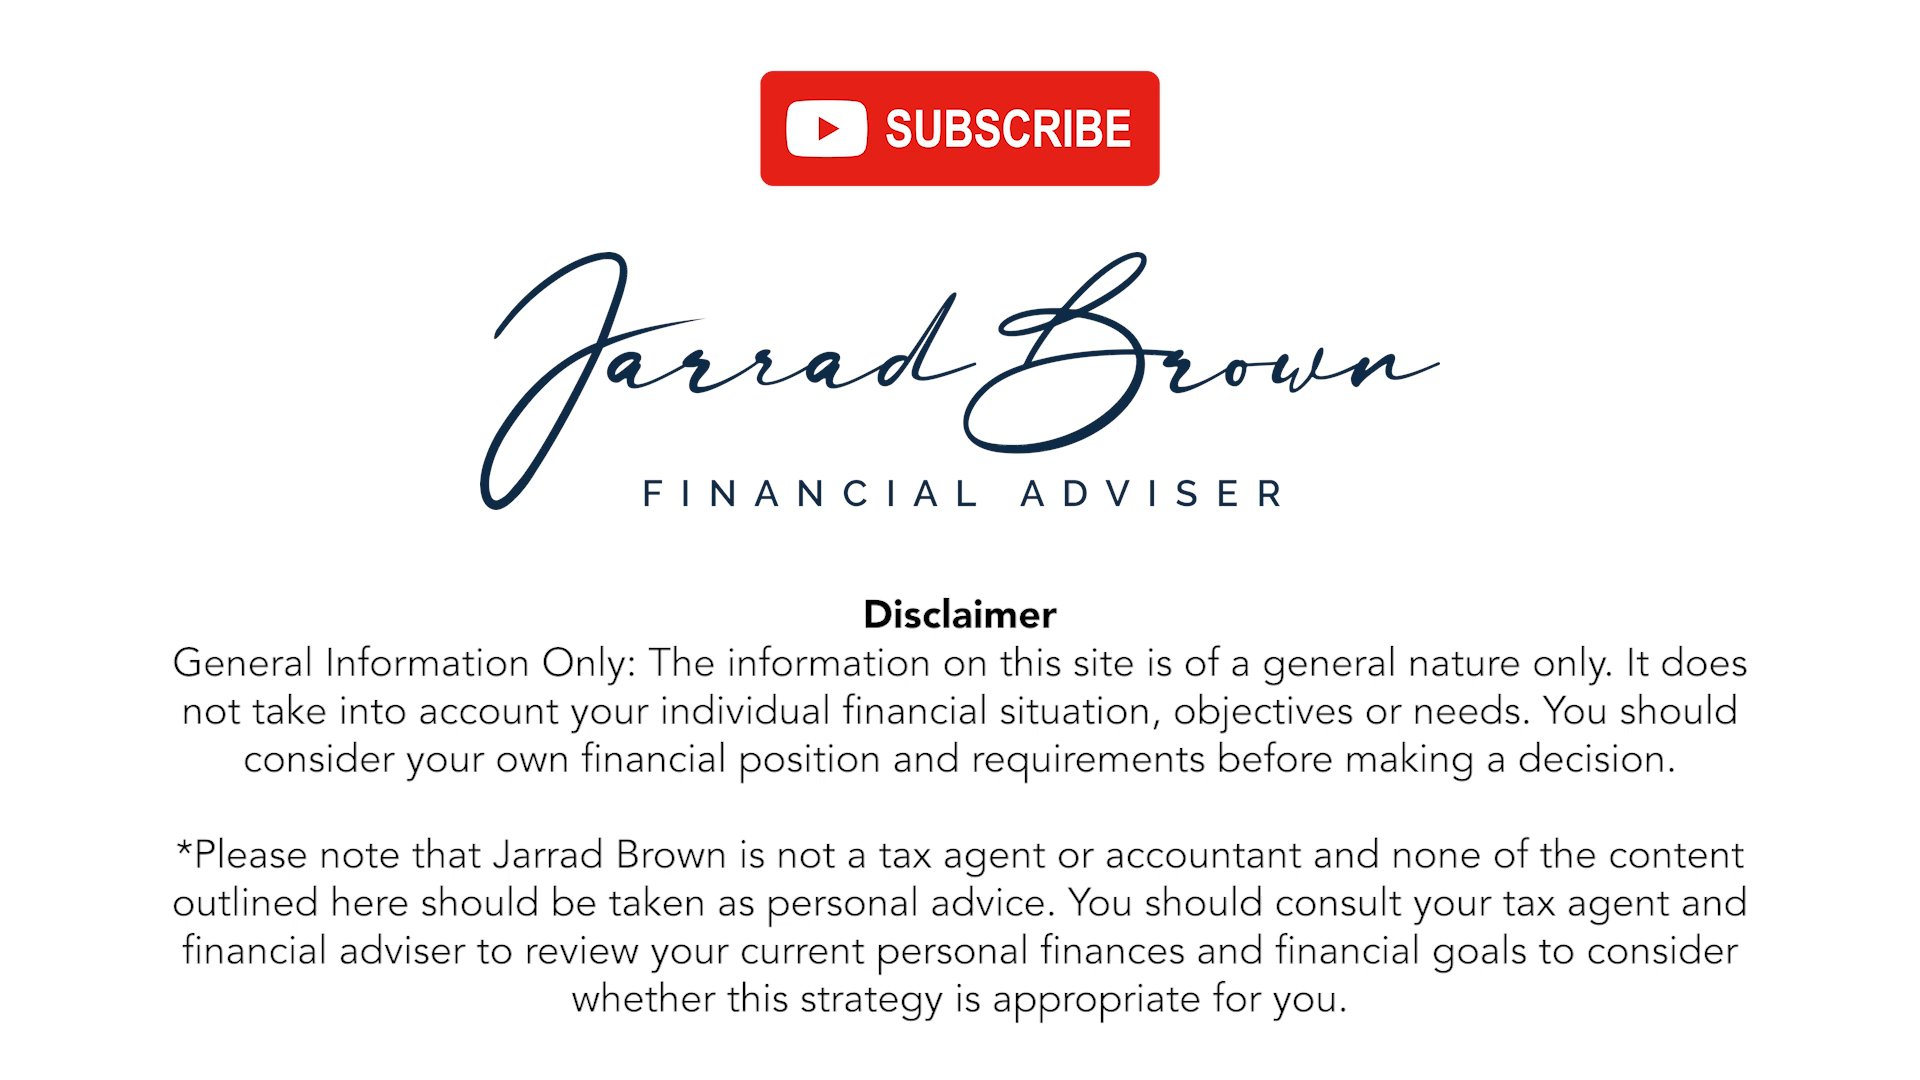 SUBSCRIBE
Jarrad Brown
FINANCIAL ADVISER
Disclaimer
General Information Only: The information on this site is of a general nature only. It does
not take into account your individual financial situation, objectives or needs. You should
consider your own financial position and requirements before making a decision.
*Please note that Jarrad Brown is not a tax agent or accountant and none of the content
outlined here should be taken as personal advice. You should consult your tax agent and
financial adviser to review your current personal finances and financial goals to consider
whether this strategy is appropriate for you.